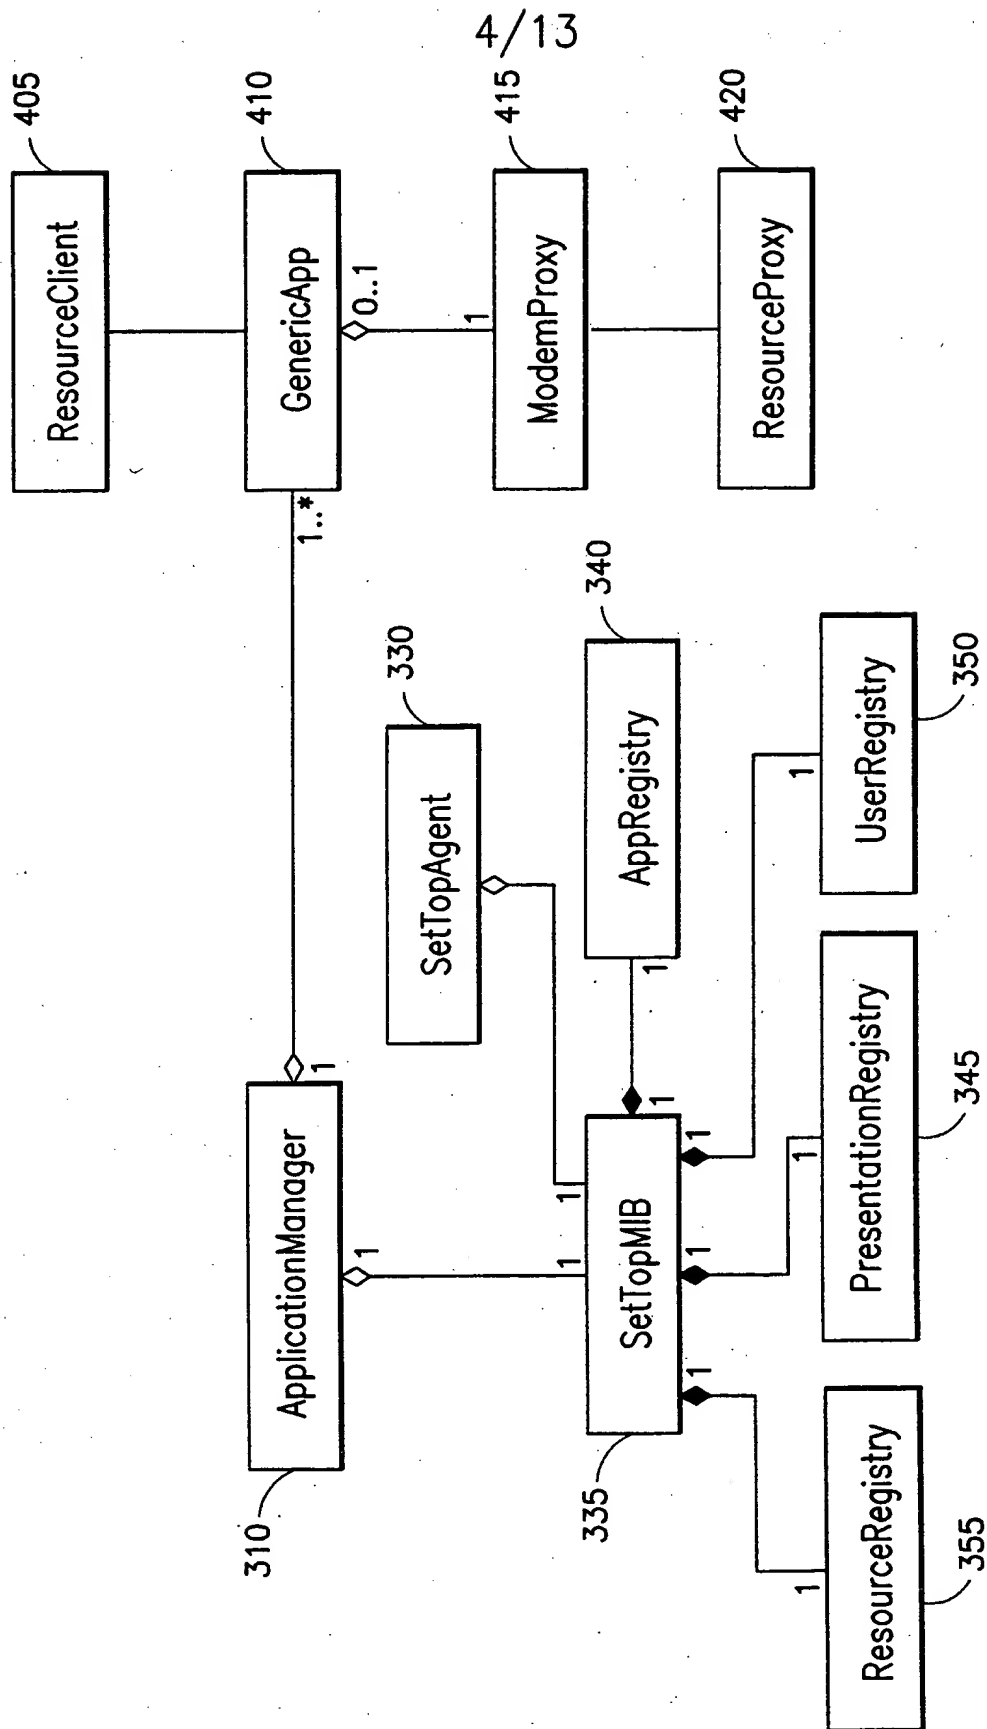 4/13
ResourceClient
405
ApplicationManager
310
GenericApp
410
1
1..*
1
0..1
SetTopAgent
330
1
ModemProxy
415
1
1
SetTopMIB
335
1
1
AppRegistry
340
1
1
1
ResourceProxy
420
1
1
1
ResourceRegistry
355
PresentationRegistry
345
UserRegistry
350